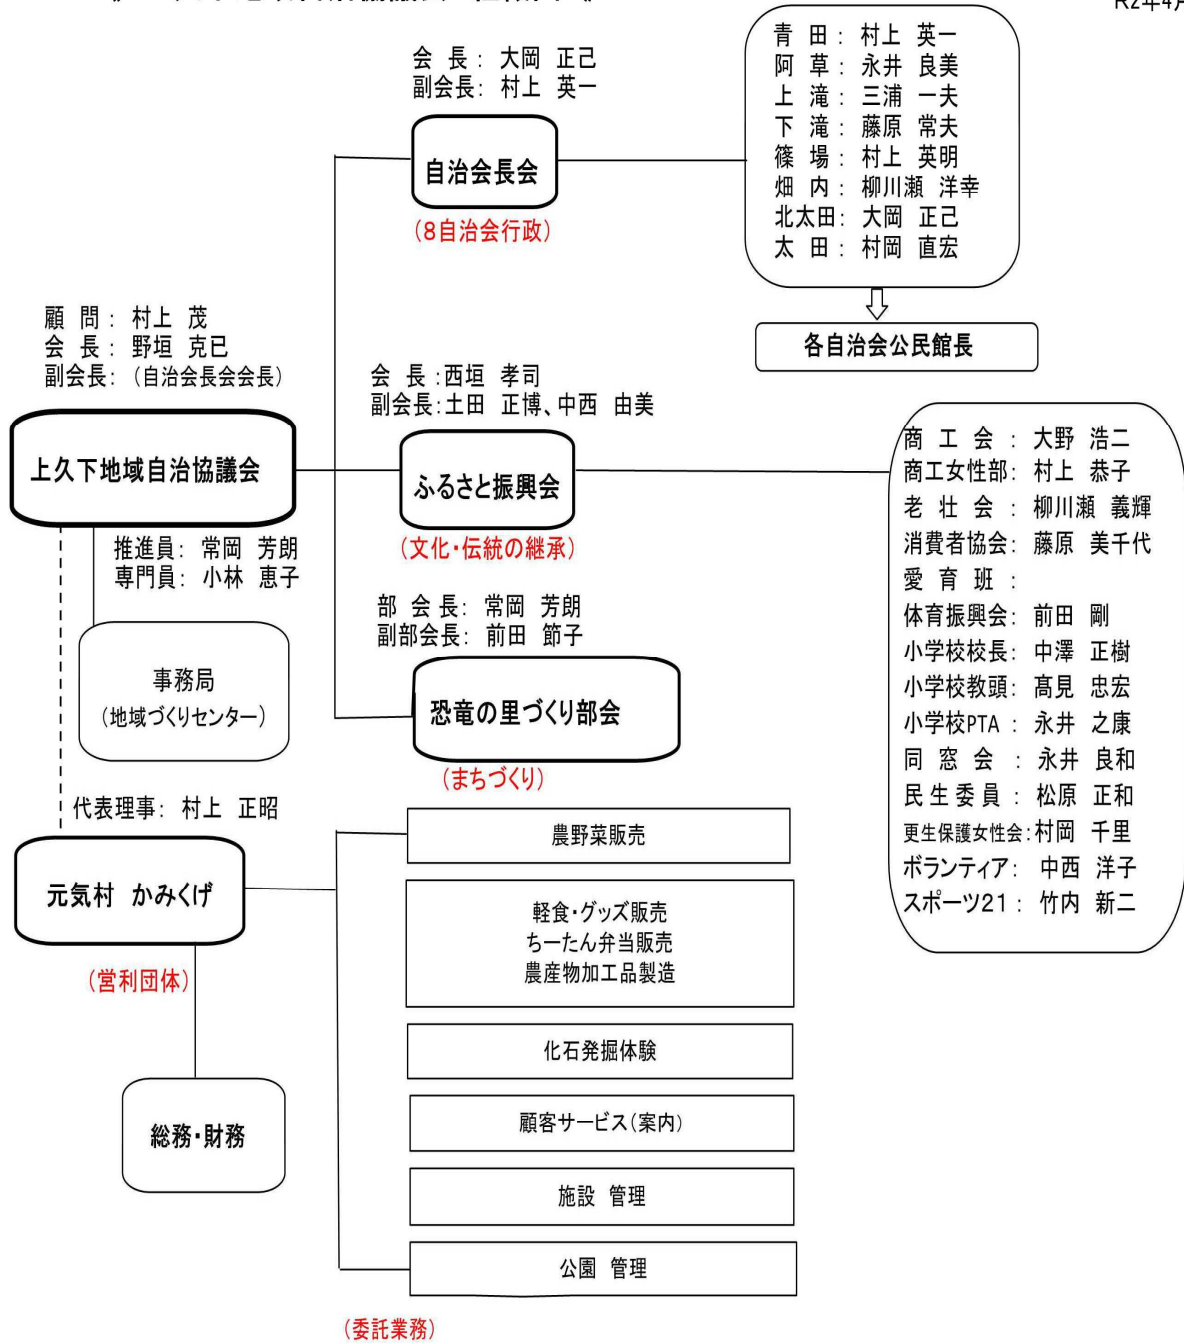 R2年4月
会 長： 大岡 正己
副会長： 村上 英一
自治会長会
(8自治会行政)
青 田： 村上 英一
阿 草： 永井 良美
上 滝： 三浦 一夫
下 滝： 藤原 常夫
篠 場： 村上 英明
畑 内： 柳川瀬 洋幸
北太田： 大岡 正己
太 田： 村岡 直宏
各自治会公民館長
顧 問： 村上 茂
会 長： 野垣 克已
副会長： (自治会長会会長)
上久下地域自治協議会
会 長：西垣 孝司
副会長：土田 正博、中西 由美
ふるさと振興会
(文化・伝統の継承)
商 工 会： 大野 浩二
商工女性部： 村上 恭子
老 壮 会： 柳川瀬 義輝
消費者協会： 藤原 美千代
愛 育 班：
体育振興会： 前田 剛
小学校校長： 中澤 正樹
小学校教頭： 髙見 忠宏
小学校PTA： 永井 之康
同 窓 会： 永井 良和
民生委員： 松原 正和
更生保護女性会：村岡 千里
ボランティア： 中西 洋子
スポーツ21： 竹内 新二
推進員： 常岡 芳朗
専門員： 小林 恵子
事務局
(地域づくりセンター)
部 会 長： 常岡 芳朗
副部会長： 前田 節子
恐竜の里づくり部会
(まちづくり)
代表理事： 村上 正昭
元気村 かみくげ
(営利団体)
総務・財務
農野菜販売
軽食・グッズ販売
ちーたん弁当販売
農産物加工品製造
化石発掘体験
顧客サービス(案内)
施設 管理
公園 管理
(委託業務)